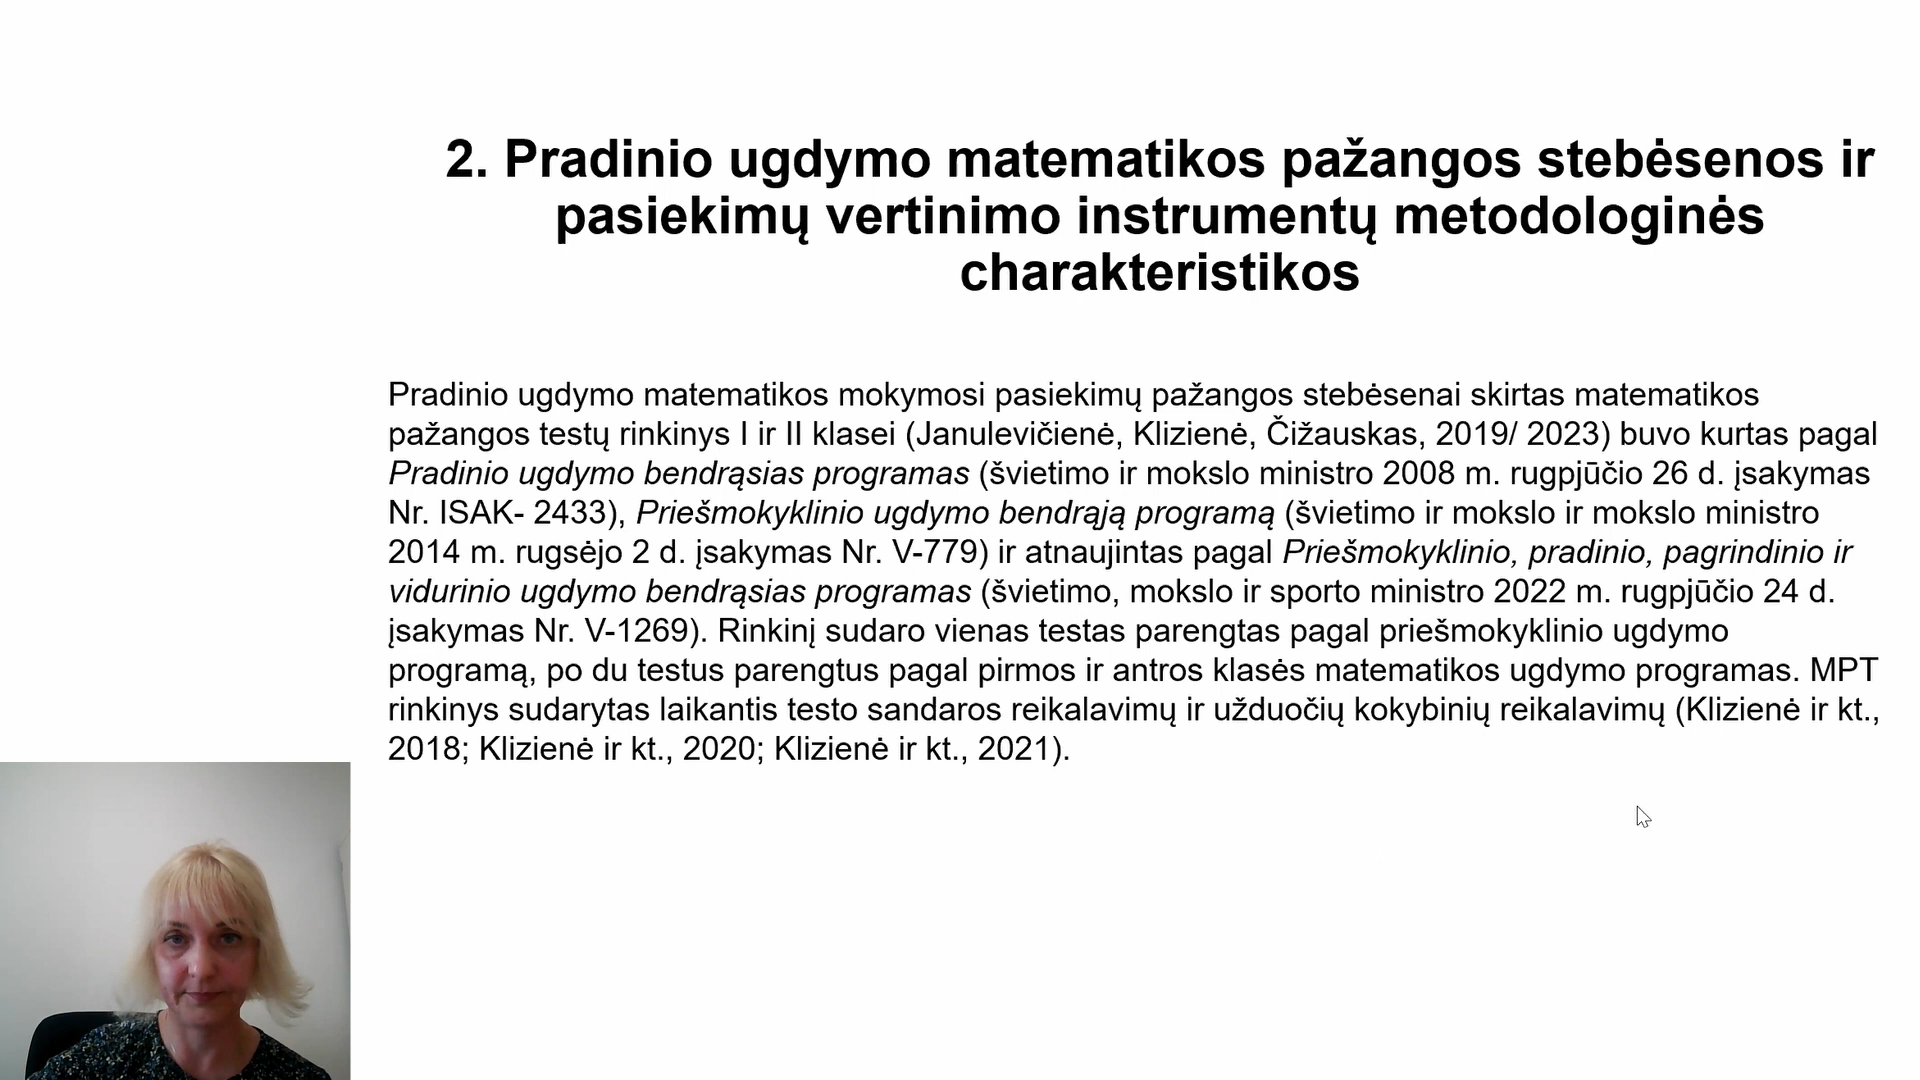 2. Pradinio ugdymo matematikos pažangos stebėsenos ir
pasiekimų vertinimo instrumentų metodologinės
charakteristikos
Pradinio ugdymo matematikos mokymosi pasiekimų pažangos stebėsenai skirtas matematikos
pažangos testų rinkinys I ir II klasei (Janulevičienė, Klizienė, Čižauskas, 2019/ 2023) buvo kurtas pagal
Pradinio ugdymo bendrąsias programas (švietimo ir mokslo ministro 2008 m. rugpjūčio 26 d. įsakymas
Nr. ISAK- 2433), Priešmokyklinio ugdymo bendrąją programą (švietimo ir mokslo ir mokslo ministro
2014 m. rugsėjo 2 d. įsakymas Nr. V-779) ir atnaujintas pagal Priešmokyklinio, pradinio, pagrindinio ir
vidurinio ugdymo bendrąsias programas (švietimo, mokslo ir sporto ministro 2022 m. rugpjūčio 24 d.
įsakymas Nr. V-1269). Rinkinį sudaro vienas testas parengtas pagal priešmokyklinio ugdymo
programą, po du testus parengtus pagal pirmos ir antros klasės matematikos ugdymo programas. MPT
rinkinys sudarytas laikantis testo sandaros reikalavimų ir užduočių kokybinių reikalavimų (Klizienė ir kt.,
2018; Klizienė ir kt., 2020; Klizienė ir kt., 2021).